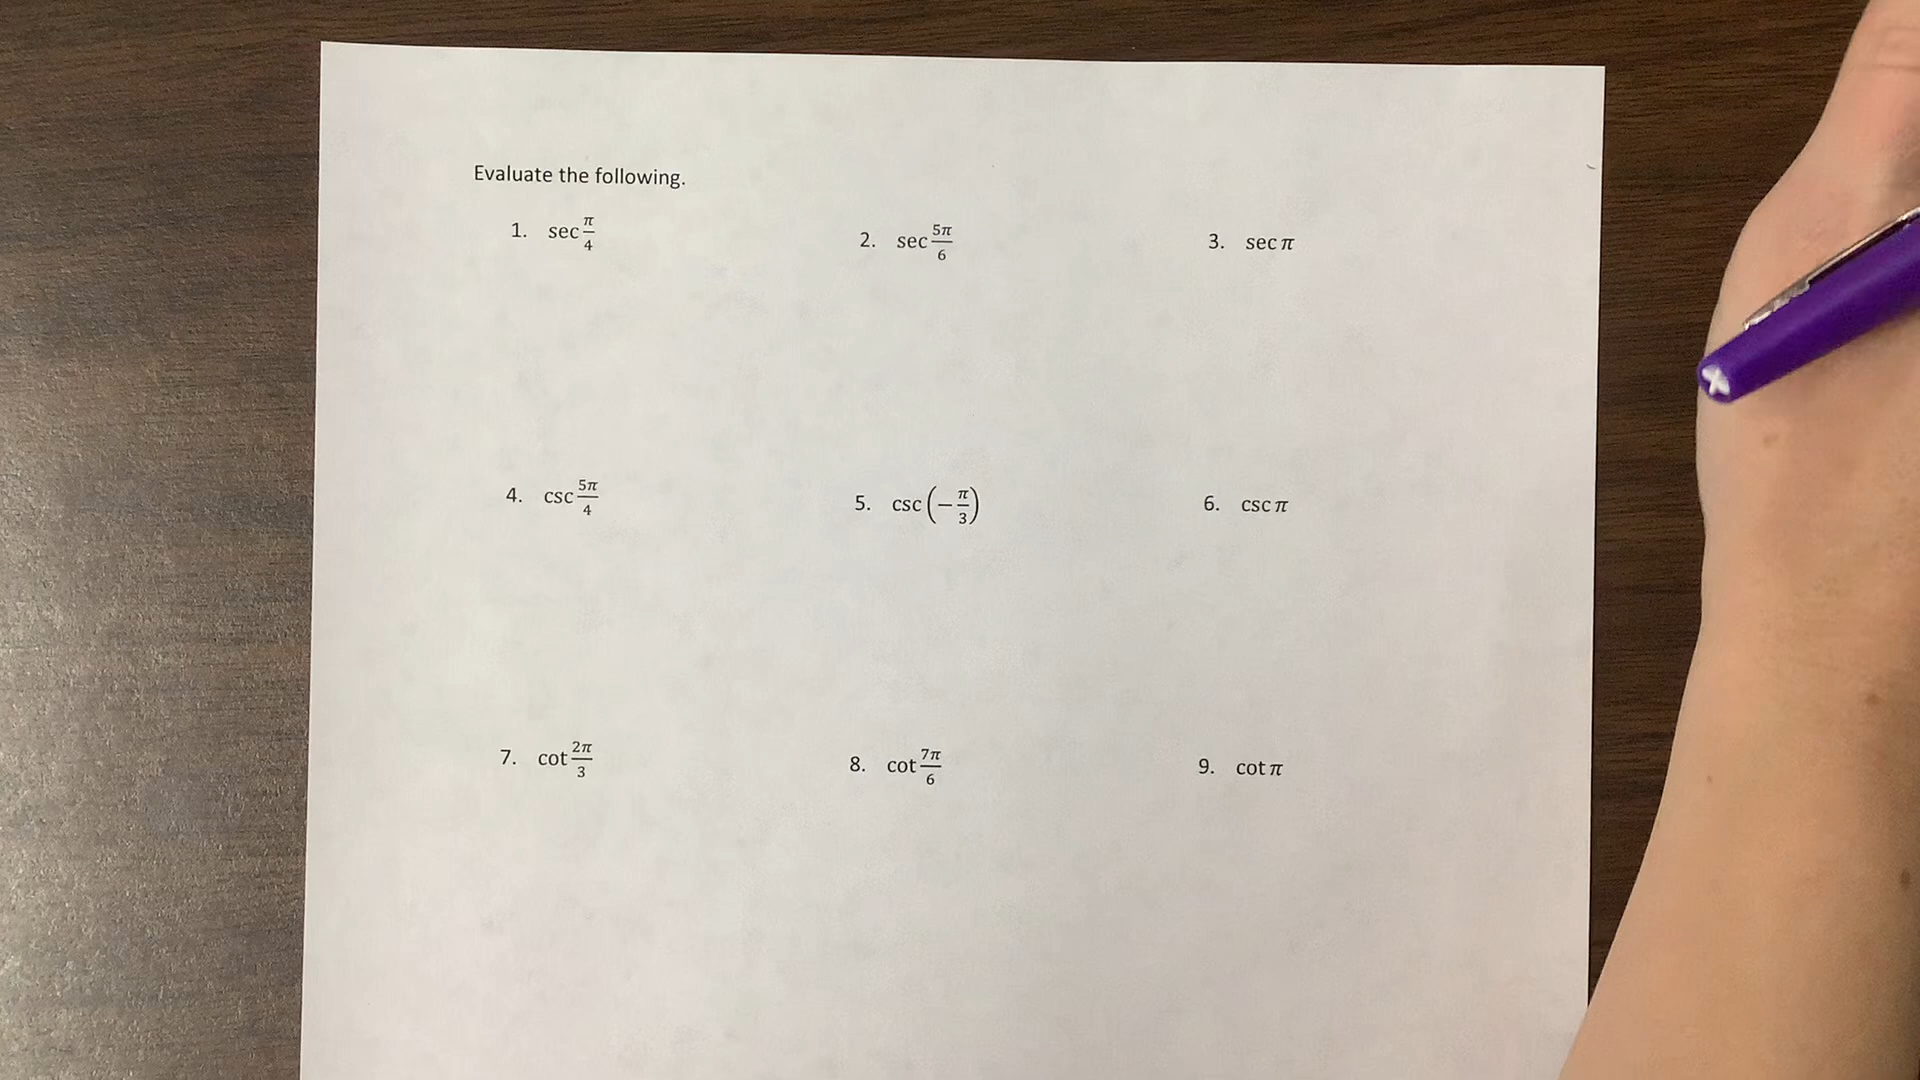 Evaluate the following.
1. sec π/4
2. sec 5π/6
3. sec π
4. csc 5π/4
5. csc (−π/3)
6. csc π
7. cot 2π/3
8. cot 7π/6
9. cot π